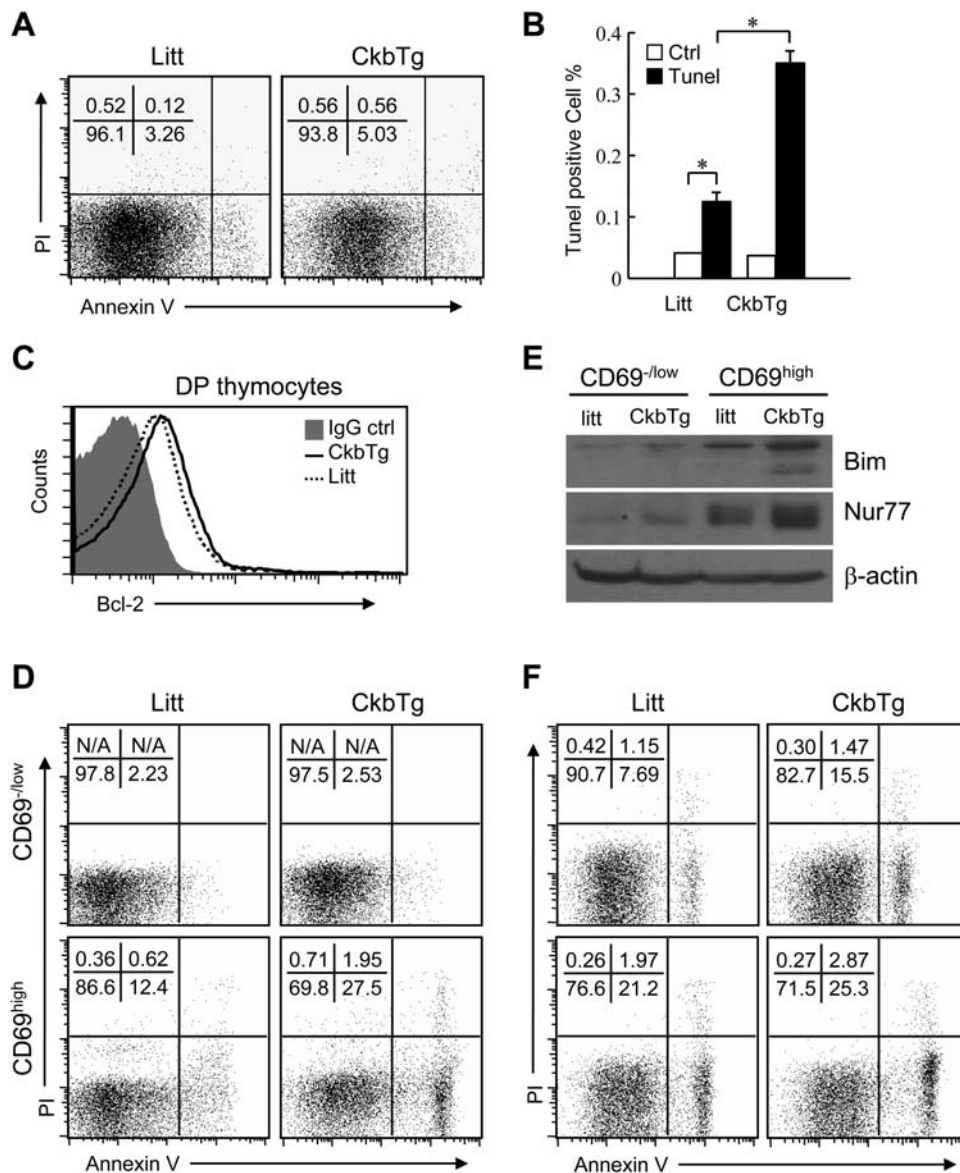 A
Litt
CkbTg
0.52 0.12
96.1 3.26
0.56 0.56
93.8 5.03
PI
Annexin V
B
*
*
Ctrl
Tunel
Tunel positive Cell %
0.4
0.3
0.2
0.1
0
Litt
CkbTg
C
DP thymocytes
IgG ctrl
CkbTg
Litt
Counts
Bcl-2
E
CD69-/low
CD69high
litt
CkbTg
litt
CkbTg
Bim
Nur77
β-actin
D
Litt
CkbTg
CD69-/low
N/A N/A
97.8 2.23
N/A N/A
97.5 2.53
CD69high
0.36 0.62
86.6 12.4
0.71 1.95
69.8 27.5
PI
Annexin V
F
Litt
CkbTg
0.42 1.15
90.7 7.69
0.30 1.47
82.7 15.5
0.26 1.97
76.6 21.2
0.27 2.87
71.5 25.3
PI
Annexin V